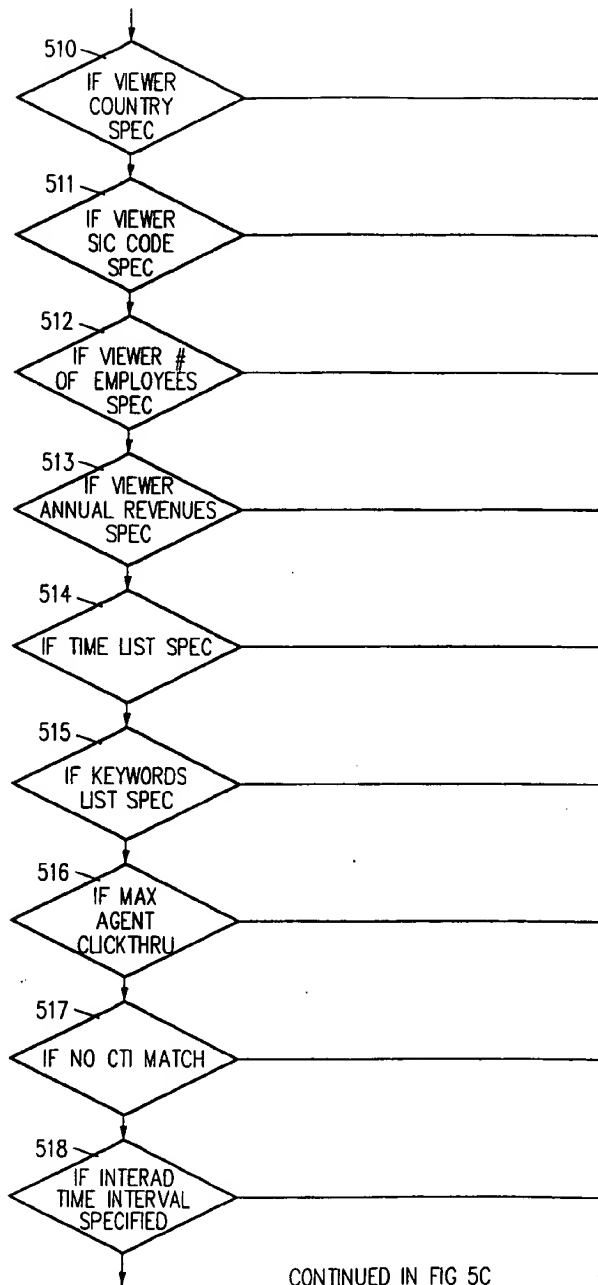 510
IF VIEWER
COUNTRY
SPEC
511
IF VIEWER
SIC CODE
SPEC
512
IF VIEWER #
OF EMPLOYEES
SPEC
513
IF VIEWER
ANNUAL REVENUES
SPEC
514
IF TIME LIST SPEC
515
IF KEYWORDS
LIST SPEC
516
IF MAX
AGENT
CLICKTHRU
517
IF NO CTI MATCH
518
IF INTERAD
TIME INTERVAL
SPECIFIED
CONTINUED IN FIG 5C